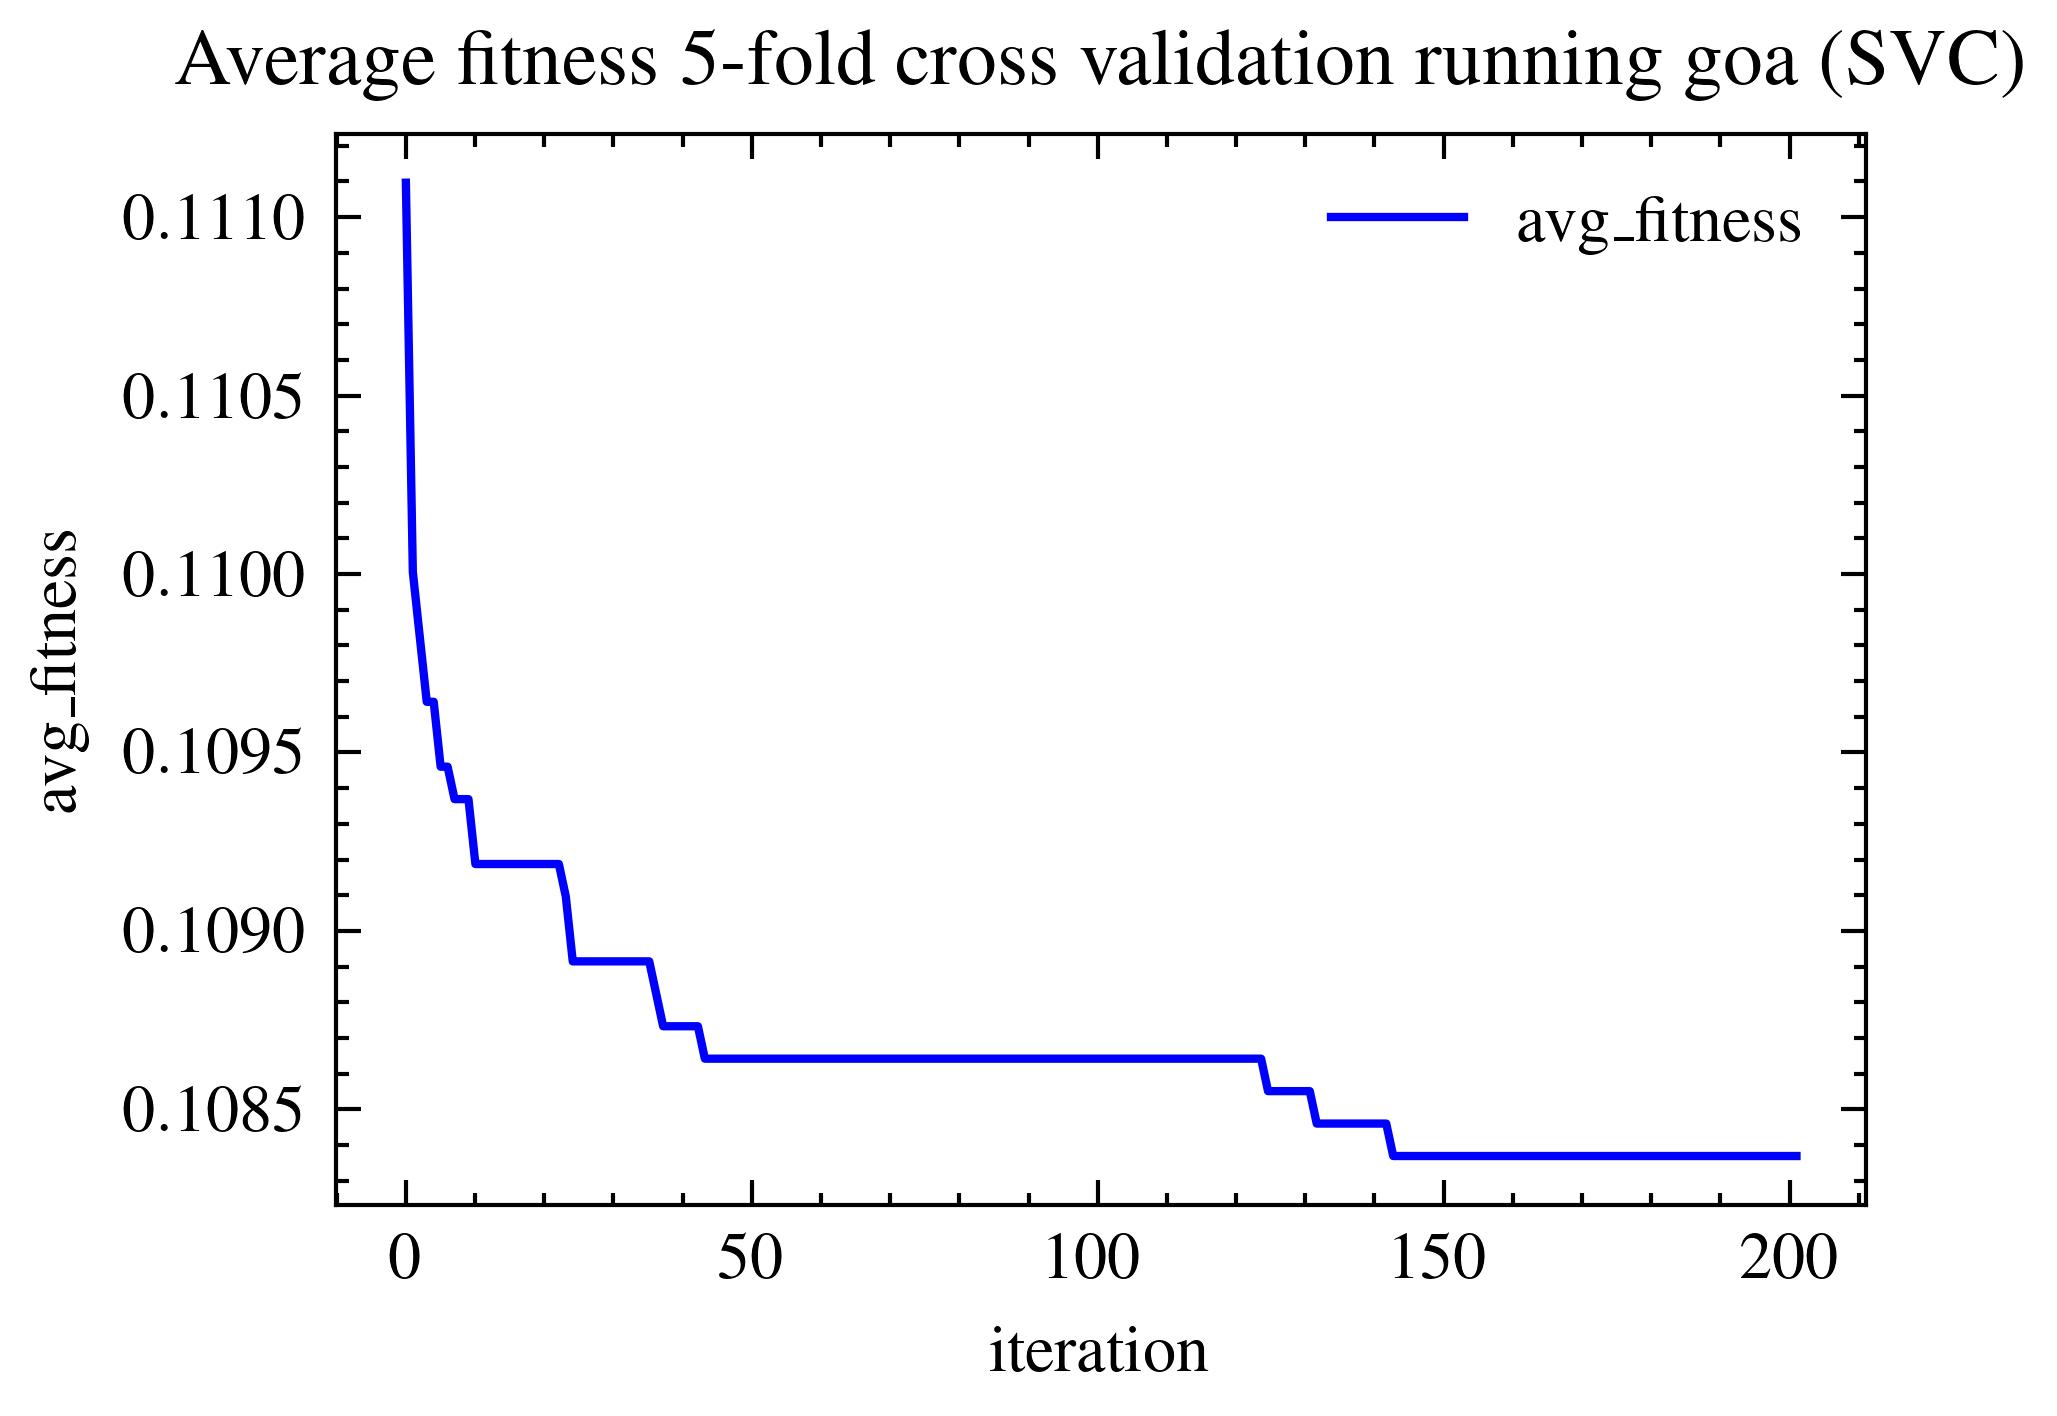 Average fitness 5-fold cross validation running goa (SVC)
avg_fitness
0.1110
0.1105
0.1100
0.1095
0.1090
0.1085
avg_fitness
0 50 100 150 200
iteration